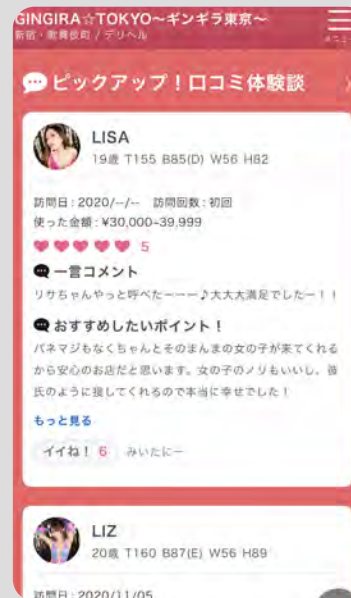 GINGIRA☆TOKYO～ギンギラ東京～
新宿・歌舞伎町 / デリヘル
メニュー
ピックアップ！口コミ体験談
LISA
19歳 T155 B85(D) W56 H82
訪問日：2020/--/-- 訪問回数：初回
使った金額：¥30,000-39,999
5
一言コメント
リサちゃんやっと呼べたーーー♪大大大満足でしたー！！
おすすめしたいポイント！
パネマジもなくちゃんとそのまんまの女の子が来てくれる
から安心のお店だと思います。女の子のノリもいいし、彼
氏のように接してくれるので本当に幸せでした！
もっと見る
イイね！ 6 みいたにー
LIZ
20歳 T160 B87(E) W56 H89
訪問日：2020/11/05